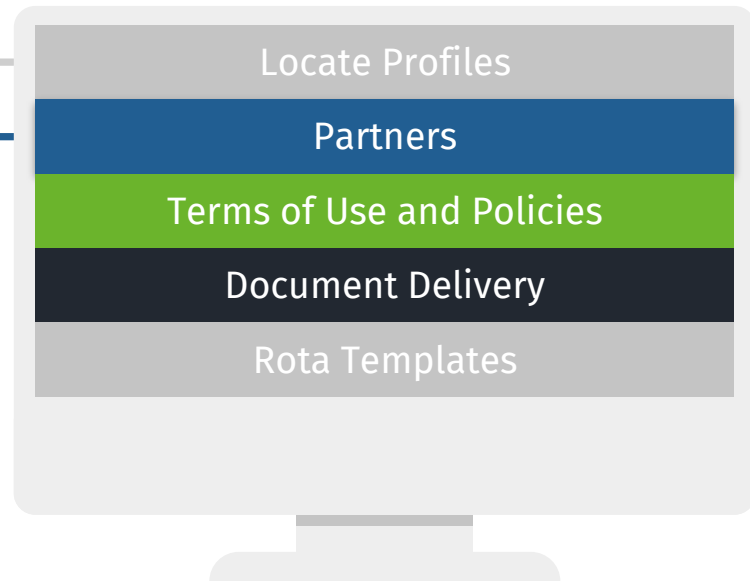 Locate Profiles
Partners
Terms of Use and Policies
Document Delivery
Rota Templates